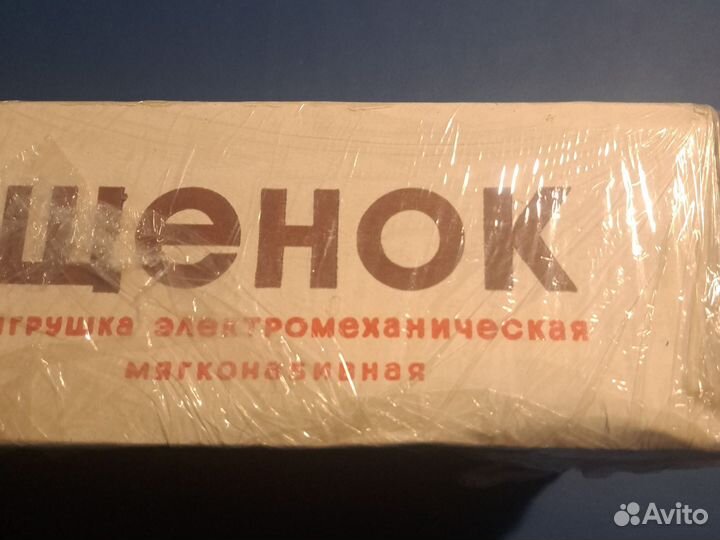 щенок
игрушка электромеханическая
мягконабивная
Avito